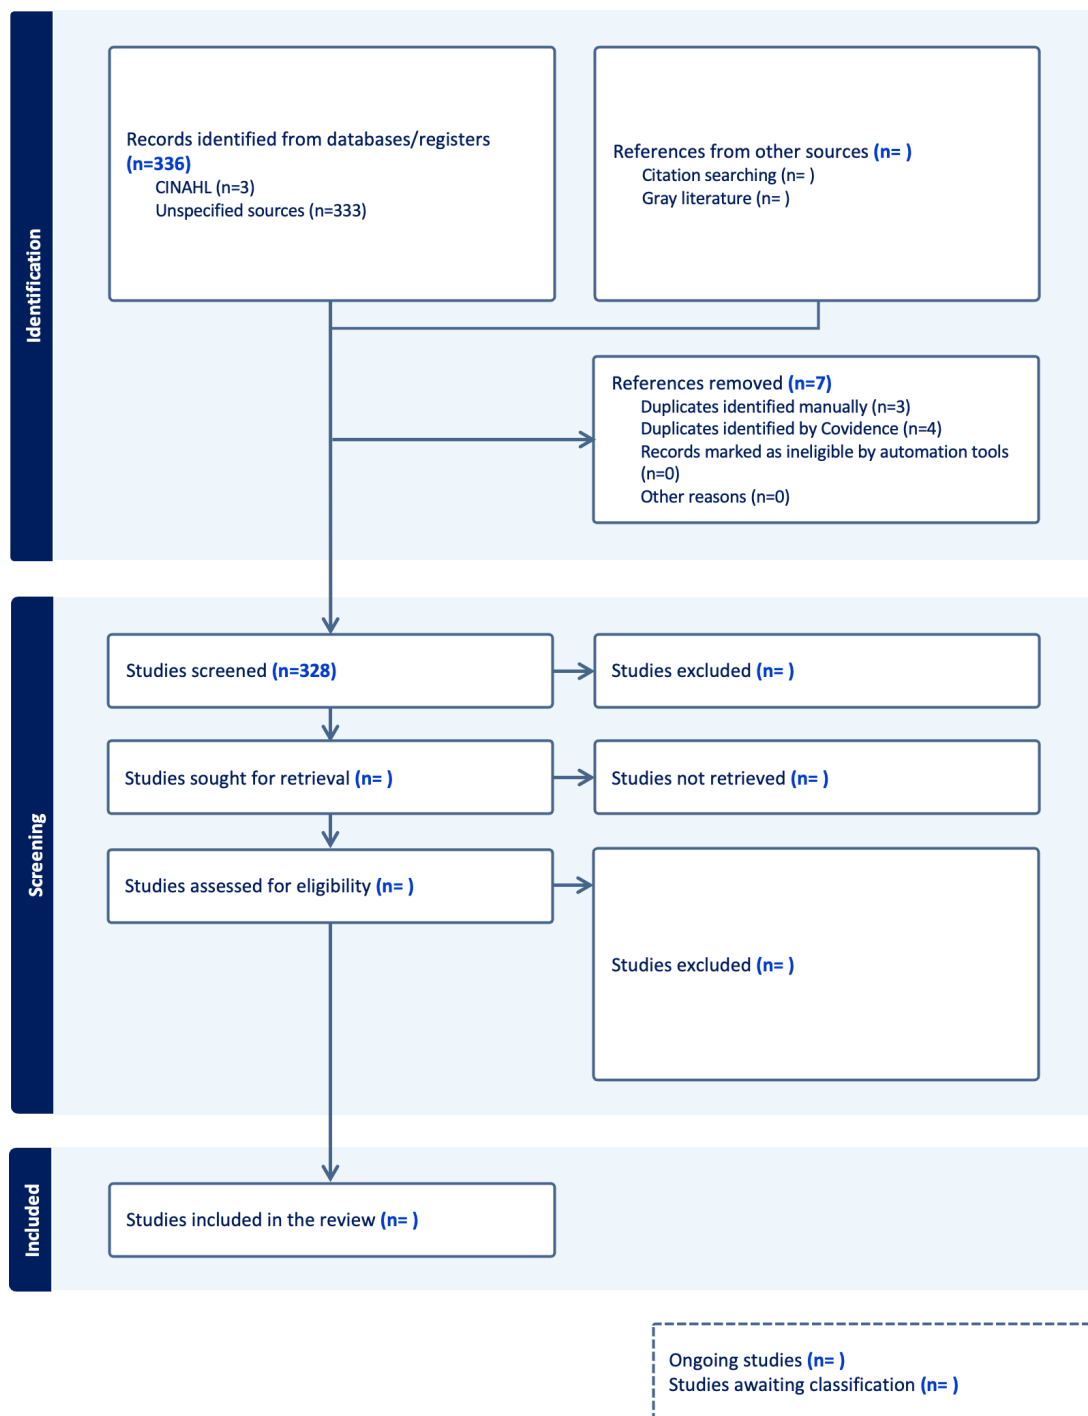 Identification
Records identified from databases/registers
(n=336)
CINAHL (n=3)
Unspecified sources (n=333)
References from other sources (n= )
Citation searching (n= )
Gray literature (n= )
References removed (n=7)
Duplicates identified manually (n=3)
Duplicates identified by Covidence (n=4)
Records marked as ineligible by automation tools
(n=0)
Other reasons (n=0)
Screening
Studies screened (n=328)
Studies excluded (n= )
Studies sought for retrieval (n= )
Studies not retrieved (n= )
Studies assessed for eligibility (n= )
Studies excluded (n= )
Included
Studies included in the review (n= )
Ongoing studies (n= )
Studies awaiting classification (n= )